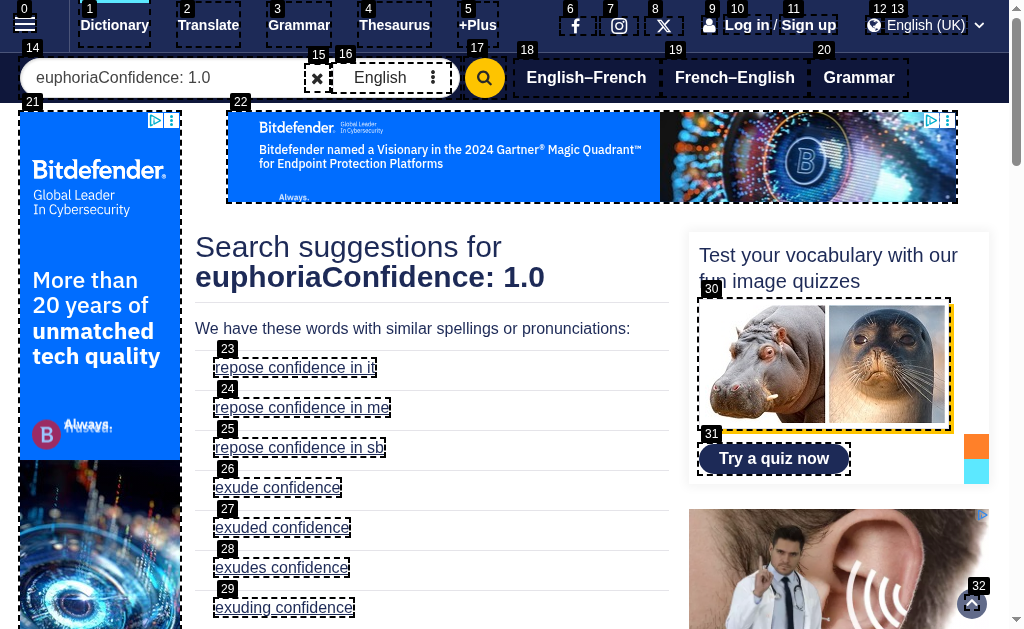 0 1 2 3 4 5 6 7 8 9 10 11 12 13
Dictionary Translate Grammar Thesaurus +Plus Log in / Sign up English (UK)
14 15 16 17 18 19 20
euphoriaConfidence: 1.0 English English–French French–English Grammar
21 22
Bitdefender
Global Leader
In Cybersecurity
More than
20 years of
unmatched
tech quality
B
Always.
Bitdefender Global Leader
In Cybersecurity
Bitdefender named a Visionary in the 2024 Gartner® Magic Quadrant™
for Endpoint Protection Platforms
Always.
B
Search suggestions for
euphoriaConfidence: 1.0
We have these words with similar spellings or pronunciations:
23
repose confidence in it
24
repose confidence in me
25
repose confidence in sb
26
exude confidence
27
exuded confidence
28
exudes confidence
29
exuding confidence
Test your vocabulary with our
fun image quizzes
30
31
Try a quiz now
32